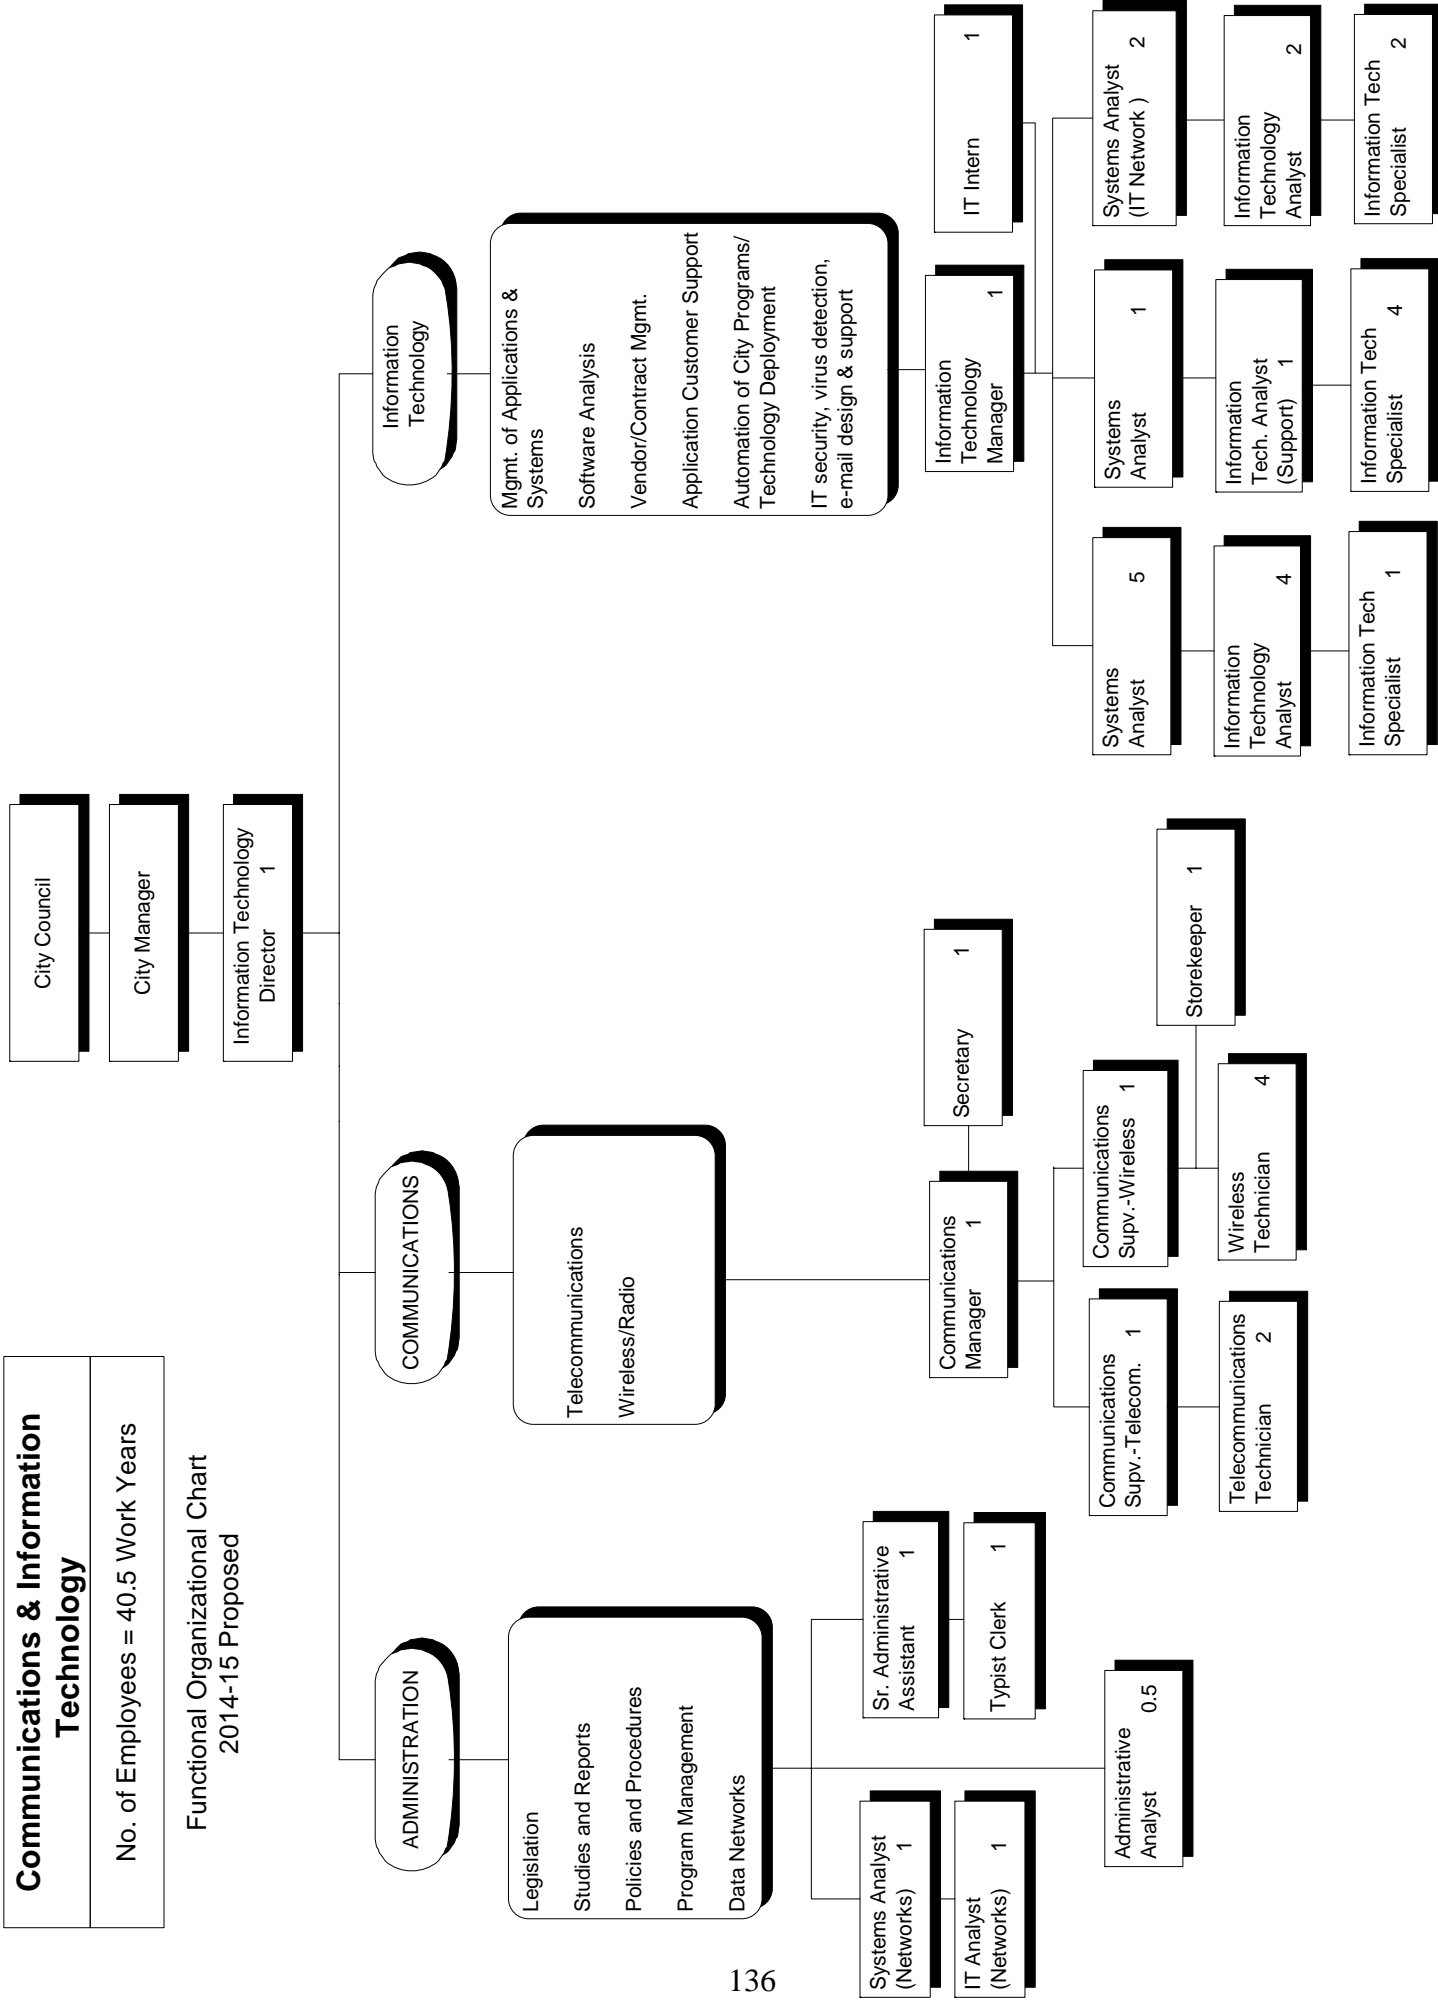 Communications & Information
Technology
No. of Employees = 40.5 Work Years
Functional Organizational Chart
2014-15 Proposed
City Council
City Manager
Information Technology
Director 1
ADMINISTRATION
Legislation
Studies and Reports
Policies and Procedures
Program Management
Data Networks
Systems Analyst
(Networks) 1
IT Analyst
(Networks) 1
Sr. Administrative
Assistant 1
Typist Clerk 1
Administrative
Analyst 0.5
COMMUNICATIONS
Telecommunications
Wireless/Radio
Communications
Manager 1
Secretary 1
Communications
Supv.-Telecom. 1
Telecommunications
Technician 2
Communications
Supv.-Wireless 1
Storekeeper 1
Wireless
Technician 4
Information
Technology
Mgmt. of Applications &
Systems
Software Analysis
Vendor/Contract Mgmt.
Application Customer Support
Automation of City Programs/
Technology Deployment
IT security, virus detection,
e-mail design & support
Information
Technology
Manager 1
IT Intern 1
Systems
Analyst 5
Information
Technology
Analyst 4
Information Tech
Specialist 1
Systems
Analyst 1
Information
Tech. Analyst
(Support) 1
Information Tech
Specialist 4
Systems Analyst
(IT Network ) 2
Information
Technology
Analyst 2
Information Tech
Specialist 2
136